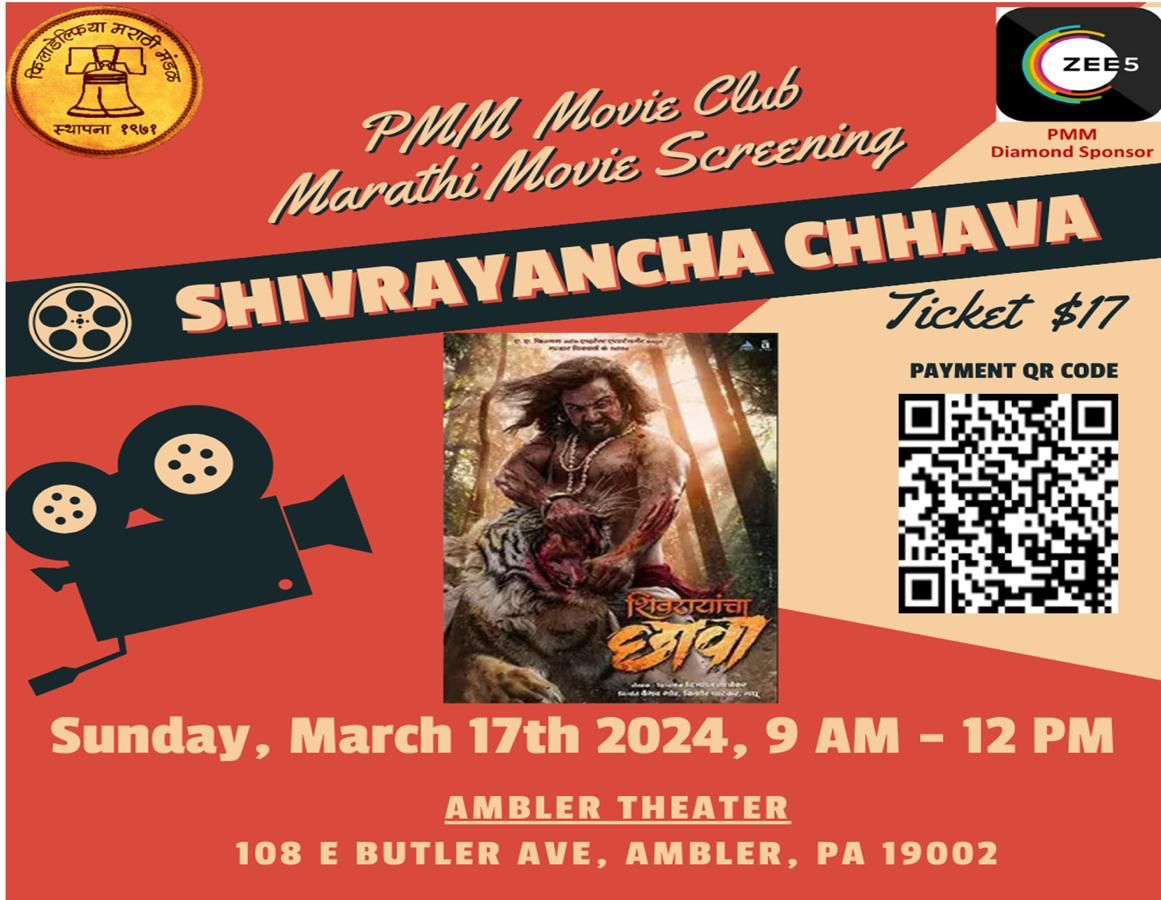 फिलाडेल्फिया मराठी मंडळ
स्थापना १९७१
ZEE5
PMM
Diamond Sponsor
PMM Movie Club
Marathi Movie Screening
SHIVRAYANCHA CHHAVA
Ticket $17
PAYMENT QR CODE
शिवरायांचा
छावा
Sunday, March 17th 2024, 9 AM – 12 PM
AMBLER THEATER
108 E BUTLER AVE, AMBLER, PA 19002